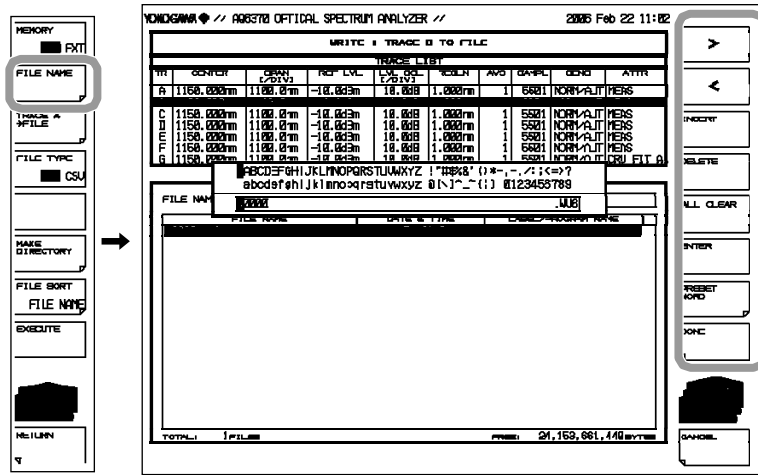 MEMORY
EXT
FILE NAME
TRACE A
→FILE
FILE TYPE
CSV
MAKE
DIRECTORY
FILE SORT
FILE NAME
EXECUTE
RETURN
YOKOGAWA ◆ // AQ6370 OPTICAL SPECTRUM ANALYZER // 2006 Feb 22 11:02
WRITE : TRACE TO FILE
TRACE LIST
TR CENTER SPAN [/DIV] REF LVL LVL SCL [/DIV] RESLN AVG SAMPL SENS ATTR
A 1150.000nm 1100.0nm -10.0dBm 10.0dB 1.000nm 1 5501 NORM/AUT MEAS
C 1150.000nm 1100.0nm -10.0dBm 10.0dB 1.000nm 1 5501 NORM/AUT MEAS
D 1150.000nm 1100.0nm -10.0dBm 10.0dB 1.000nm 1 5501 NORM/AUT MEAS
E 1150.000nm 1100.0nm -10.0dBm 10.0dB 1.000nm 1 5501 NORM/AUT MEAS
F 1150.000nm 1100.0nm -10.0dBm 10.0dB 1.000nm 1 5501 NORM/AUT MEAS
G 1150.000nm 1100.0nm -10.0dBm 10.0dB 1.000nm 1 5501 NORM/AUT CRV FIT A
ABCDEFGHIJKLMNOPQRSTUVWXYZ !"#$%&'()*+,-./:;<=>?
abcdefghijklmnopqrstuvwxyz @[\]^_~{|} 0123456789
FILE NAM
0000
FILE NAME DATE & TIME LABEL/PROGRAM NAME
TOTAL: 1FILES FREE: 24,153,661,440 BYTES
>
<
INSERT
DELETE
ALL CLEAR
ENTER
PRESET
WORD
DONE
CANCEL